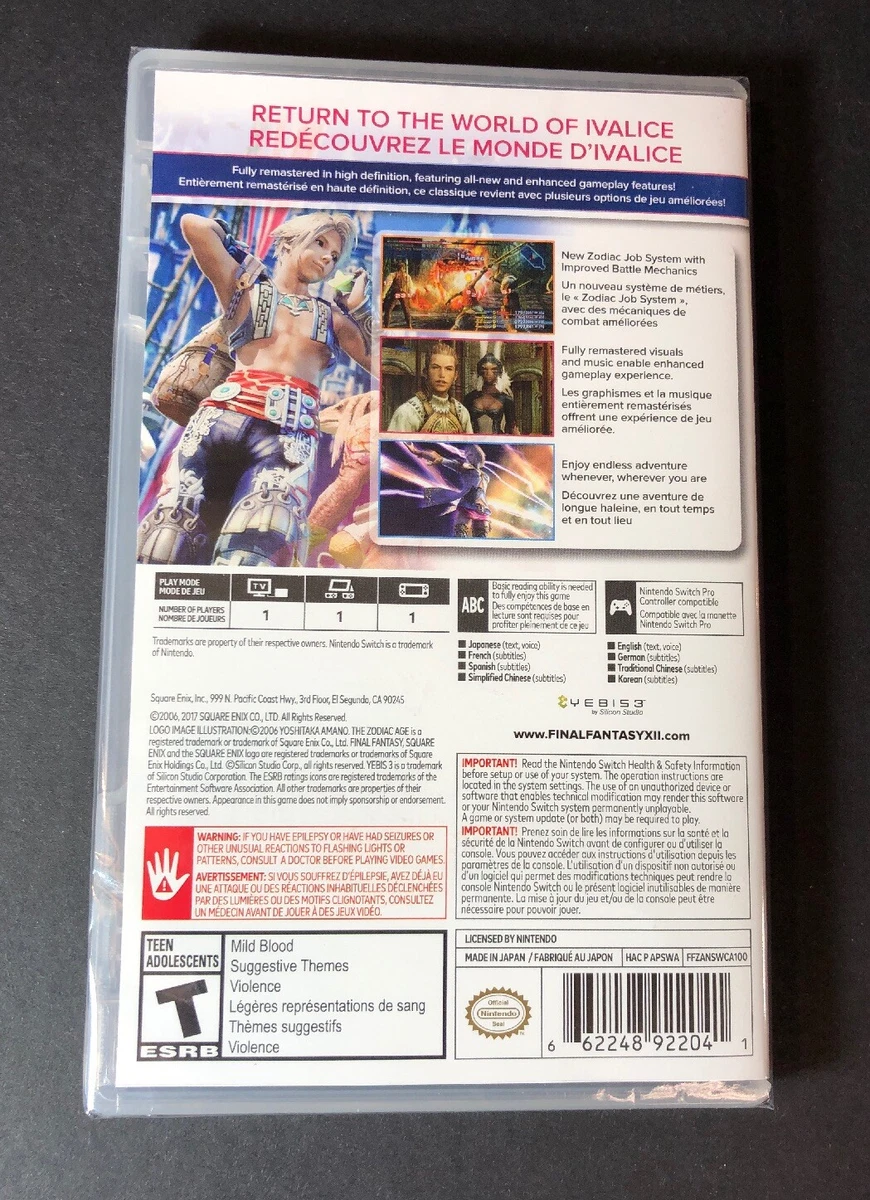 RETURN TO THE WORLD OF IVALICE
REDÉCOUVREZ LE MONDE D'IVALICE
Fully remastered in high definition, featuring all-new and enhanced gameplay features!
Entièrement remastérisé en haute définition, ce classique revient avec plusieurs options de jeu améliorées!
New Zodiac Job System with
Improved Battle Mechanics
Un nouveau système de métiers,
le « Zodiac Job System »,
avec des mécaniques de
combat améliorées
Fully remastered visuals
and music enable enhanced
gameplay experience.
Les graphismes et la musique
entièrement remastérisés
offrent une expérience de jeu
améliorée.
Enjoy endless adventure
whenever, wherever you are
Découvrez une aventure de
longue haleine, en tout temps
et en tout lieu
PLAY MODE
MODE DE JEU
TV
NUMBER OF PLAYERS
NOMBRE DE JOUEURS
1
1
1
ABC
Basic reading ability is needed
to fully enjoy this game
Des compétences de base en
lecture sont requises pour
profiter pleinement de ce jeu
Nintendo Switch Pro
Controller compatible
Compatible avec la manette
Nintendo Switch Pro
Trademarks are property of their respective owners. Nintendo Switch is a trademark
of Nintendo.
Japanese (text, voice)
French (subtitles)
Spanish (subtitles)
Simplified Chinese (subtitles)
English (text, voice)
German (subtitles)
Traditional Chinese (subtitles)
Korean (subtitles)
Square Enix, Inc., 999 N. Pacific Coast Hwy., 3rd Floor, El Segundo, CA 90245
©2006, 2017 SQUARE ENIX CO., LTD. All Rights Reserved.
LOGO IMAGE ILLUSTRATION:©2006 YOSHITAKA AMANO. THE ZODIAC AGE is a
registered trademark or trademark of Square Enix Co., Ltd. FINAL FANTASY, SQUARE
ENIX and the SQUARE ENIX logo are registered trademarks or trademarks of Square
Enix Holdings Co., Ltd. ©Silicon Studio Corp., all rights reserved. YEBIS 3 is a trademark
of Silicon Studio Corporation. The ESRB ratings icons are registered trademarks of the
Entertainment Software Association. All other trademarks are properties of their
respective owners. Appearance in this game does not imply sponsorship or endorsement.
All rights reserved.
YEBIS3
by Silicon Studio
www.FINALFANTASYXII.com
IMPORTANT! Read the Nintendo Switch Health & Safety Information
before setup or use of your system. The operation instructions are
located in the system settings. The use of an unauthorized device or
software that enables technical modification may render this software
or your Nintendo Switch system permanently unplayable.
A game or system update (or both) may be required to play.
IMPORTANT! Prenez soin de lire les informations sur la santé et la
sécurité de la Nintendo Switch avant de configurer ou d'utiliser la
console. Vous pouvez accéder aux instructions d'utilisation depuis les
paramètres de la console. L'utilisation d'un dispositif non autorisé ou
d'un logiciel qui permet des modifications techniques peut rendre la
console Nintendo Switch ou le présent logiciel inutilisables de manière
permanente. La mise à jour du jeu et/ou de la console peut être
nécessaire pour pouvoir jouer.
WARNING: IF YOU HAVE EPILEPSY OR HAVE HAD SEIZURES OR
OTHER UNUSUAL REACTIONS TO FLASHING LIGHTS OR
PATTERNS, CONSULT A DOCTOR BEFORE PLAYING VIDEO GAMES.
AVERTISSEMENT: SI VOUS SOUFFREZ D'ÉPILEPSIE, AVEZ DÉJÀ EU
UNE ATTAQUE OU DES RÉACTIONS INHABITUELLES DÉCLENCHÉES
PAR DES LUMIÈRES OU DES MOTIFS CLIGNOTANTS, CONSULTEZ
UN MÉDECIN AVANT DE JOUER À DES JEUX VIDÉO.
TEEN
ADOLESCENTS
T
ESRB
Mild Blood
Suggestive Themes
Violence
Légères représentations de sang
Thèmes suggestifs
Violence
LICENSED BY NINTENDO
MADE IN JAPAN / FABRIQUÉ AU JAPON
HAC P APSWA
FFZANSWCA100
Official
Nintendo
Seal
6 62248 92204 1